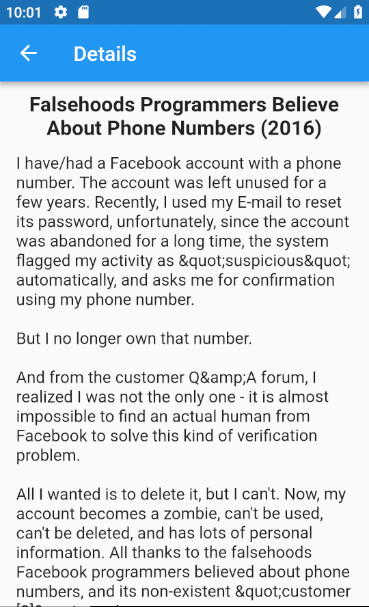 10:01
Details
Falsehoods Programmers Believe
About Phone Numbers (2016)
I have/had a Facebook account with a phone
number. The account was left unused for a
few years. Recently, I used my E-mail to reset
its password, unfortunately, since the account
was abandoned for a long time, the system
flagged my activity as &quot;suspicious&quot;
automatically, and asks me for confirmation
using my phone number.
But I no longer own that number.
And from the customer Q&amp;A forum, I
realized I was not the only one - it is almost
impossible to find an actual human from
Facebook to solve this kind of verification
problem.
All I wanted is to delete it, but I can't. Now, my
account becomes a zombie, can't be used,
can't be deleted, and has lots of personal
information. All thanks to the falsehoods
Facebook programmers believed about phone
numbers, and its non-existent &quot;customer